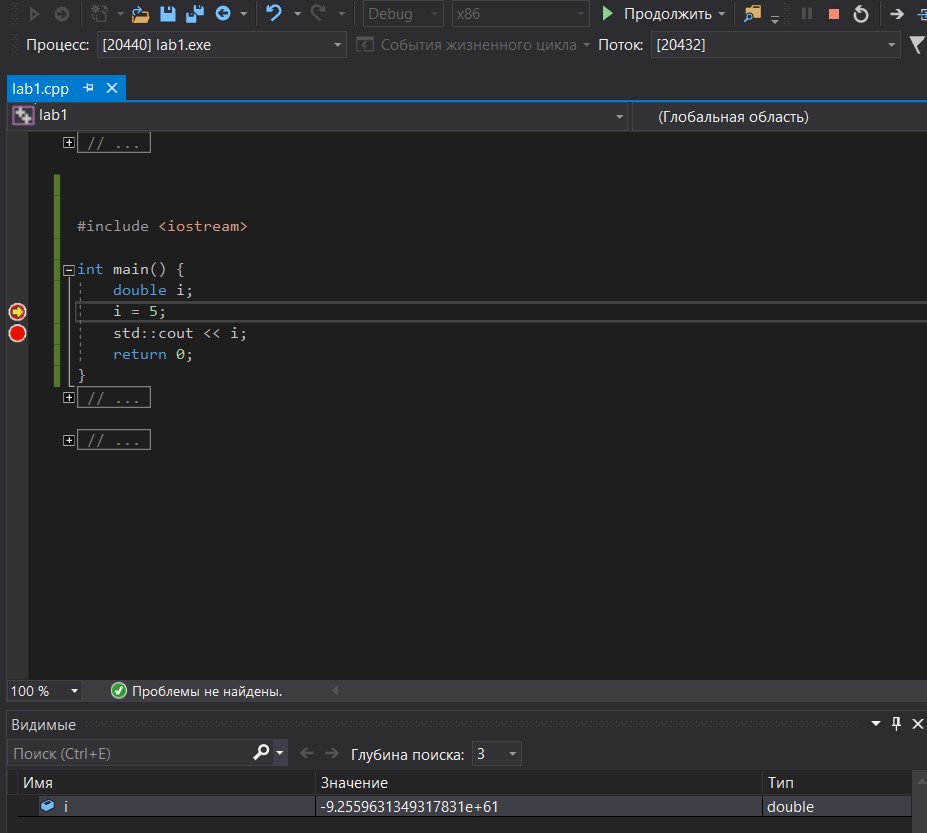 Debug x86 Продолжить
Процесс: [20440] lab1.exe События жизненного цикла Поток: [20432]
lab1.cpp
lab1 (Глобальная область)
// ...
#include <iostream>
int main() {
double i;
i = 5;
std::cout << i;
return 0;
}
// ...
// ...
100 % Проблемы не найдены.
Видимые
Поиск (Ctrl+E) Глубина поиска: 3
Имя Значение Тип
i -9.2559631349317831e+61 double